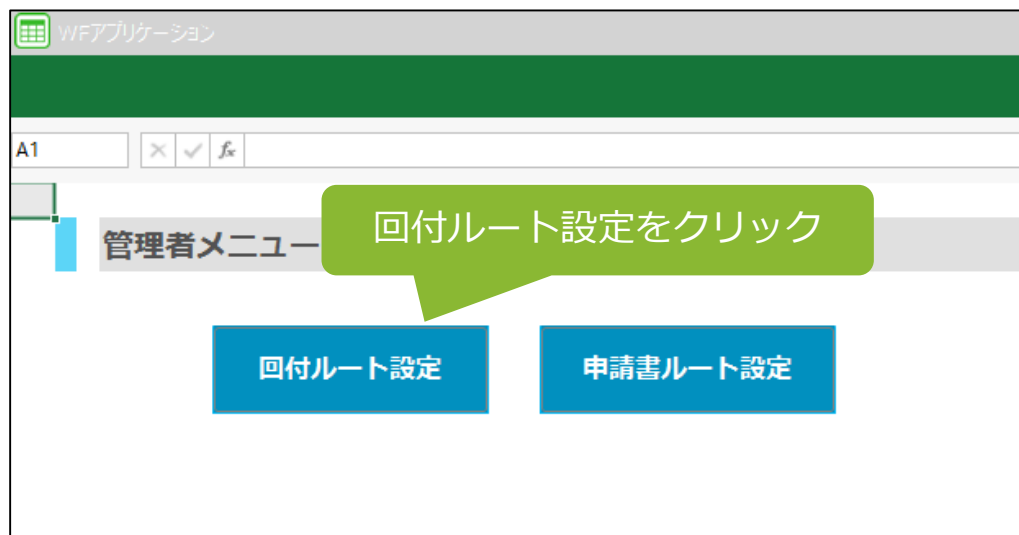 WFアプリケーション
A1
fx
回付ルート設定をクリック
管理者メニュー
回付ルート設定
申請書ルート設定